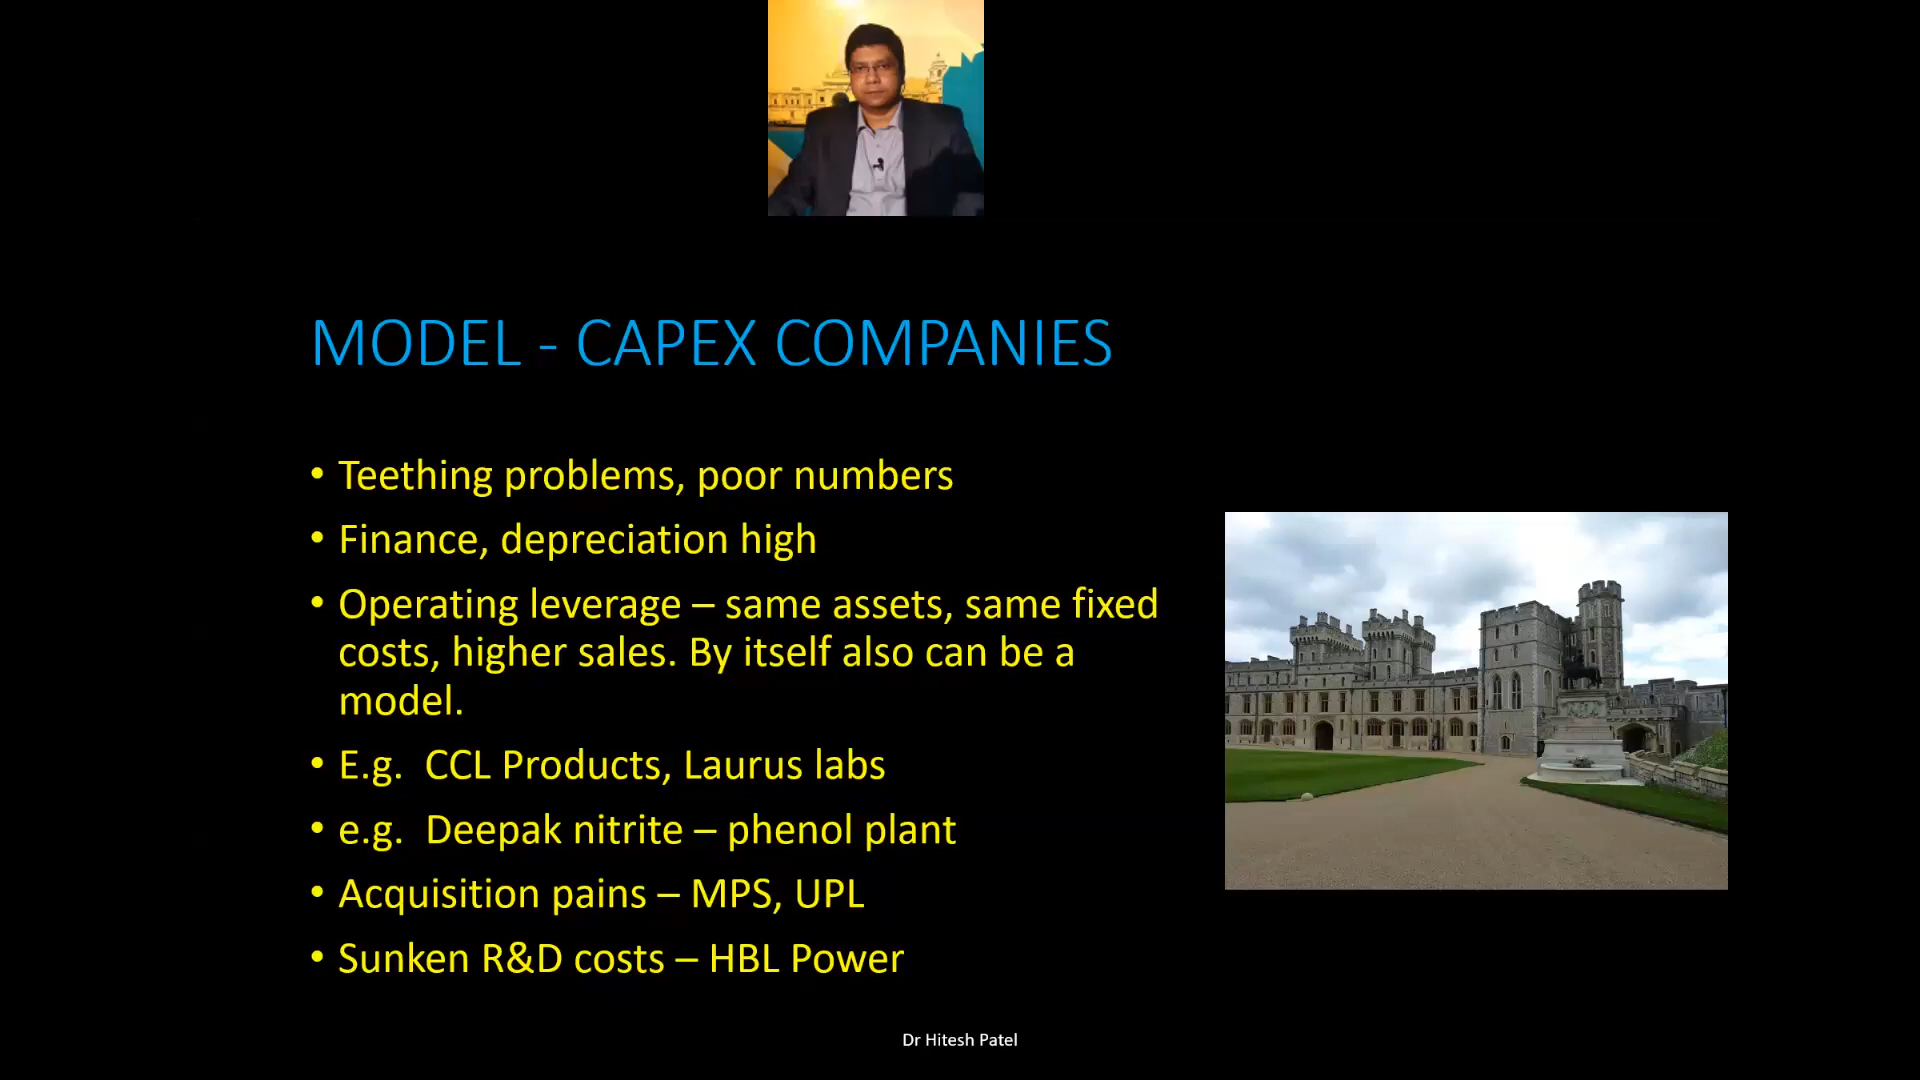 MODEL - CAPEX COMPANIES
• Teething problems, poor numbers
• Finance, depreciation high
• Operating leverage – same assets, same fixed
costs, higher sales. By itself also can be a
model.
• E.g.  CCL Products, Laurus labs
• e.g.  Deepak nitrite – phenol plant
• Acquisition pains – MPS, UPL
• Sunken R&D costs – HBL Power
Dr Hitesh Patel